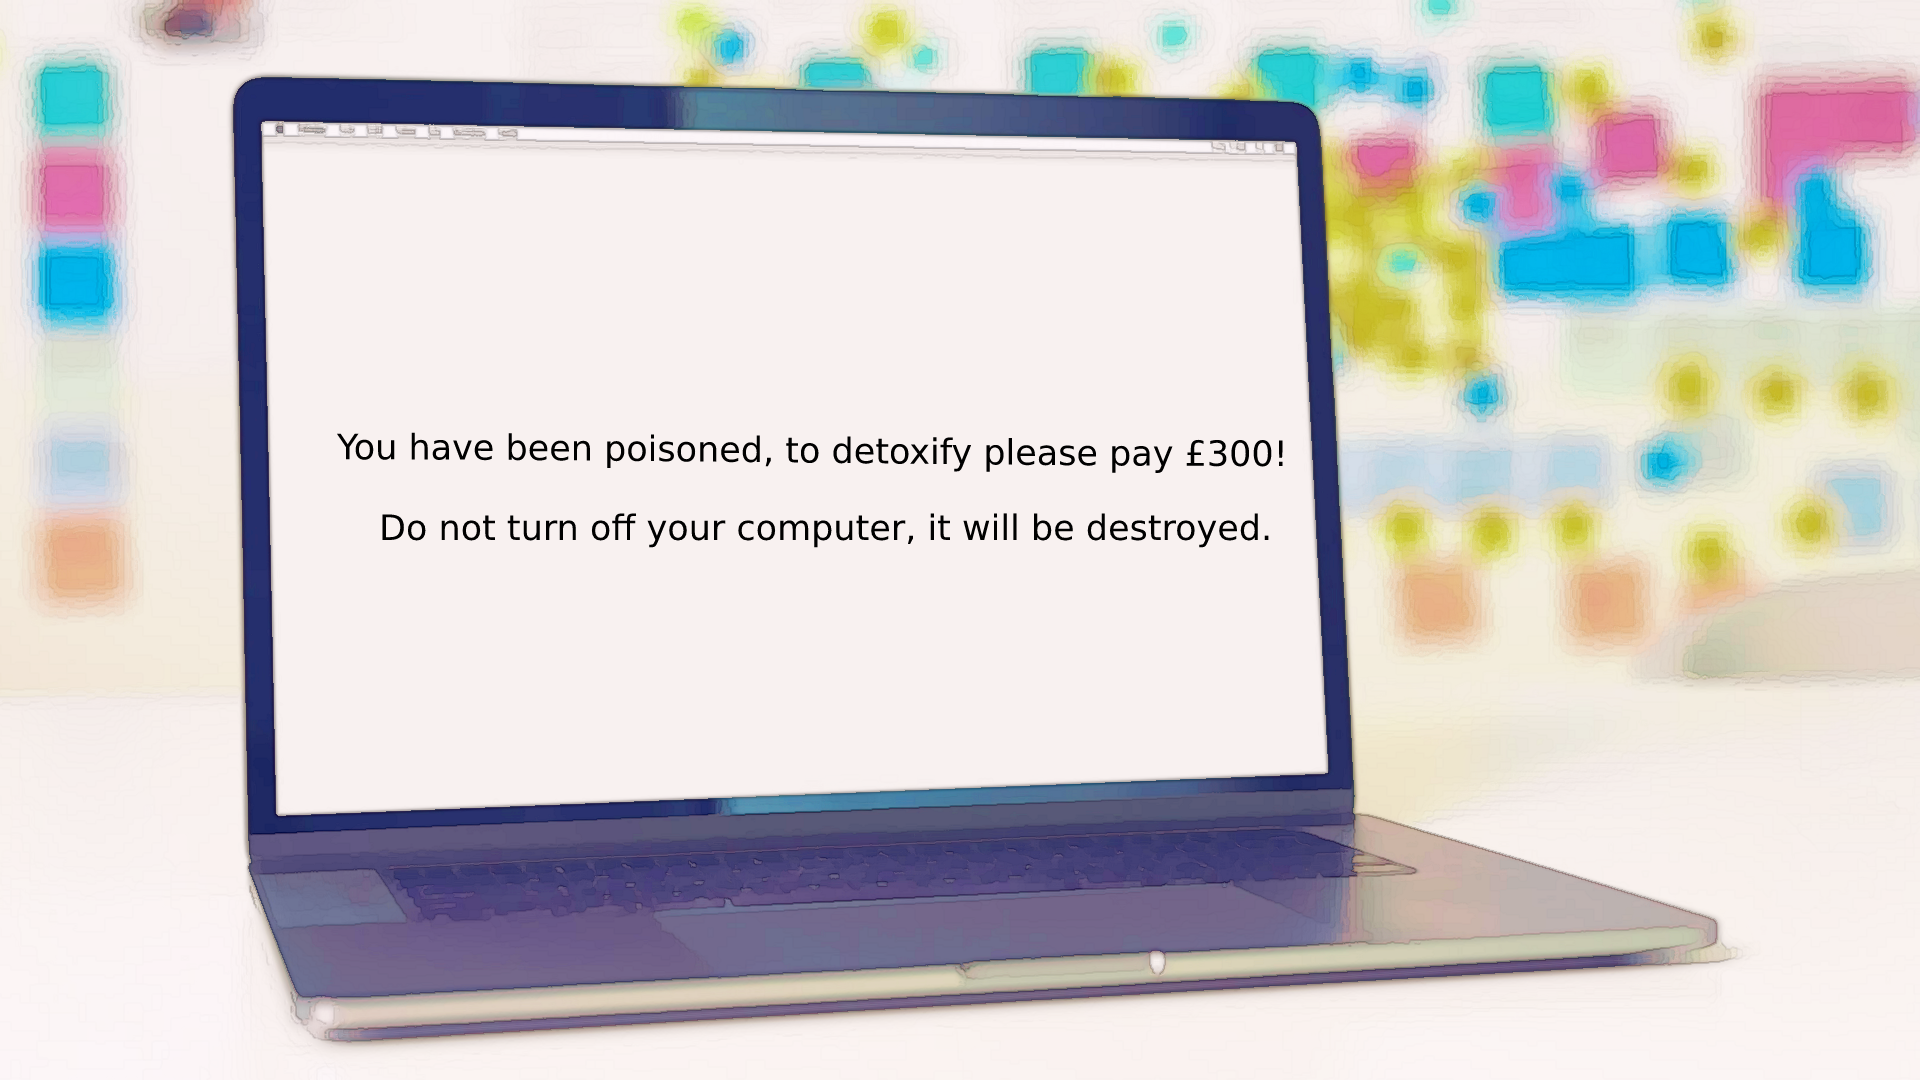 You have been poisoned, to detoxify please pay £300!
Do not turn off your computer, it will be destroyed.